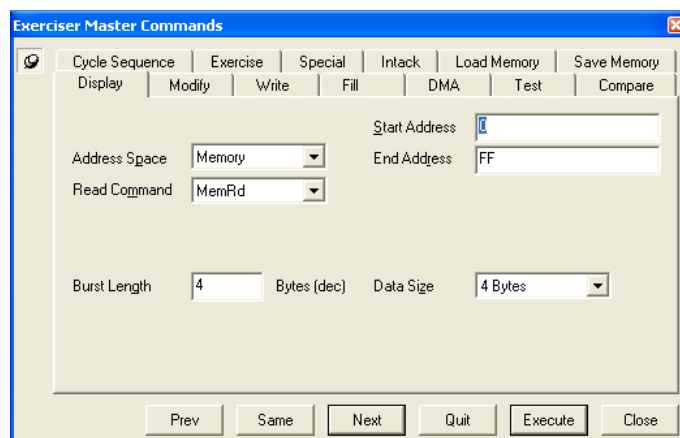 Exerciser Master Commands
Cycle Sequence Exercise Special Intack Load Memory Save Memory
Display Modify Write Fill DMA Test Compare
Start Address 0
Address Space Memory End Address FF
Read Command MemRd
Burst Length 4 Bytes (dec) Data Size 4 Bytes
Prev Same Next Quit Execute Close